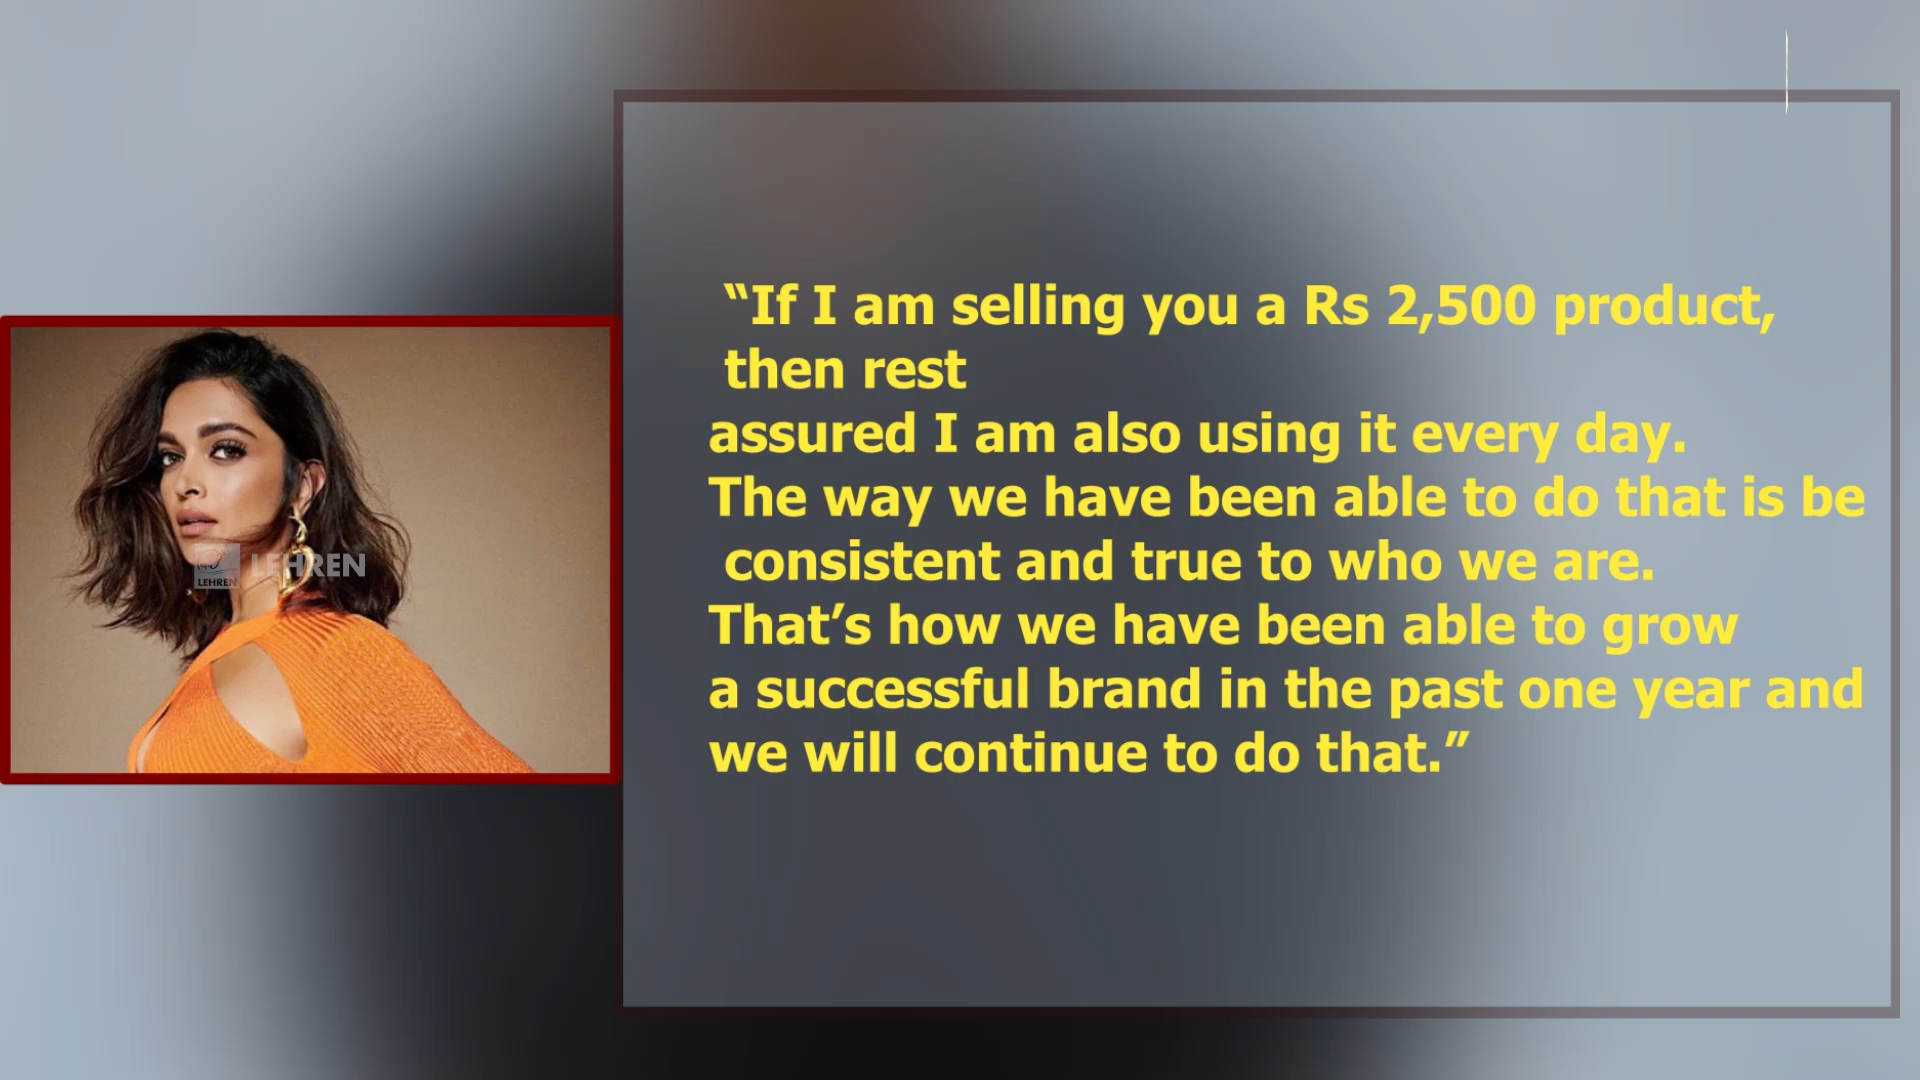 “If I am selling you a Rs 2,500 product,
then rest
assured I am also using it every day.
The way we have been able to do that is be
consistent and true to who we are.
That’s how we have been able to grow
a successful brand in the past one year and
we will continue to do that.”
LEHREN
LEHREN